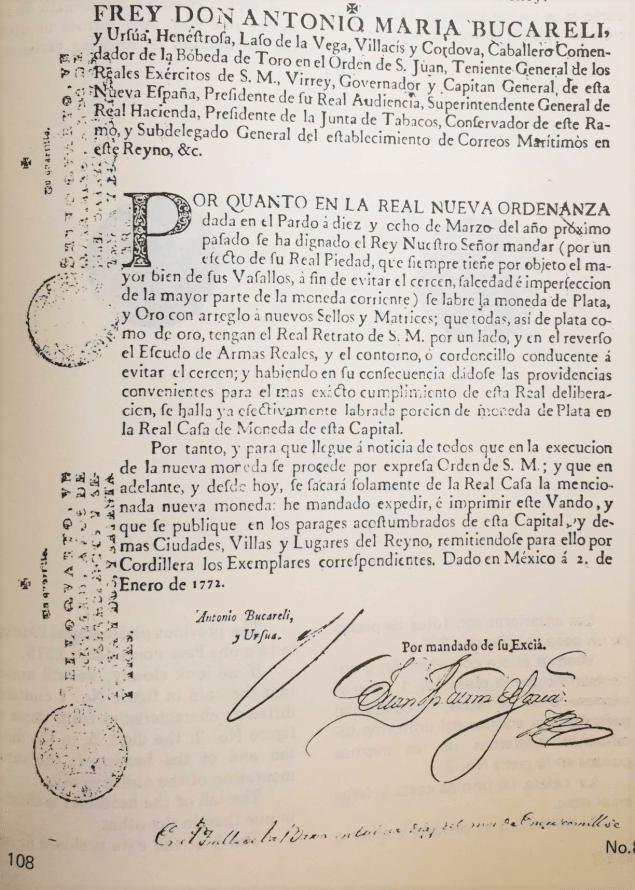 FREY DON ANTONIO MARIA BUCARELI,
y Ursúa, Henestrosa, Laso de la Vega, Villacis y Cordova, Caballero Comen-
dador de la Bóbeda de Toro en el Orden de S. Juan, Teniente General de los
Reales Exércitos de S. M., Virrey, Governador y Capitan General, de esta
Nueva España, Presidente de su Real Audiencia, Superintendente General de
Real Hacienda, Presidente de la Junta de Tabacos, Conservador de este Ra-
mo, y Subdelegado General del establecimiento de Correos Marítimos en
este Reyno, &c.
POR QUANTO EN LA REAL NUEVA ORDENANZA
dada en el Pardo á diez y ocho de Marzo del año próximo
pasado se ha dignado el Rey Nuestro Señor mandar (por un
efecto de su Real Piedad, que siempre tiene por objeto el ma-
yor bien de sus Vasallos, á fin de evitar el cercen, falcedad é imperfeccion
de la mayor parte de la moneda corriente) se labre la moneda de Plata,
y Oro con arreglo á nuevos Sellos y Matrices; que todas, asi de plata co-
mo de oro, tengan el Real Retrato de S. M. por un lado, y en el reverso
el Escudo de Armas Reales, y el contorno, ó cordoncillo conducente á
evitar el cercen; y habiendo en su consecuencia dádose las providencias
convenientes para el mas exácto cumplimiento de esta Real delibera-
cion, se halla ya efectivamente labrada porcion de moneda de Plata en
la Real Casa de Moneda de esta Capital.
Por tanto, y para que llegue á noticia de todos que en la execucion
de la nueva moneda se procede por expresa Orden de S. M.; y que en
adelante, y desde hoy, se sacará solamente de la Real Casa la mencio-
nada nueva moneda: he mandado expedir, é imprimir este Vando, y
que se publique en los parages acostumbrados de esta Capital, y de-
mas Ciudades, Villas y Lugares del Reyno, remitiendose para ello por
Cordillera los Exemplares correspondientes. Dado en México á 2. de
Enero de 1772.
Antonio Bucareli,
y Ursua.
Por mandado de su Exciã.
Un quartillo.
SELLO QVARTO, VN
108
No.8